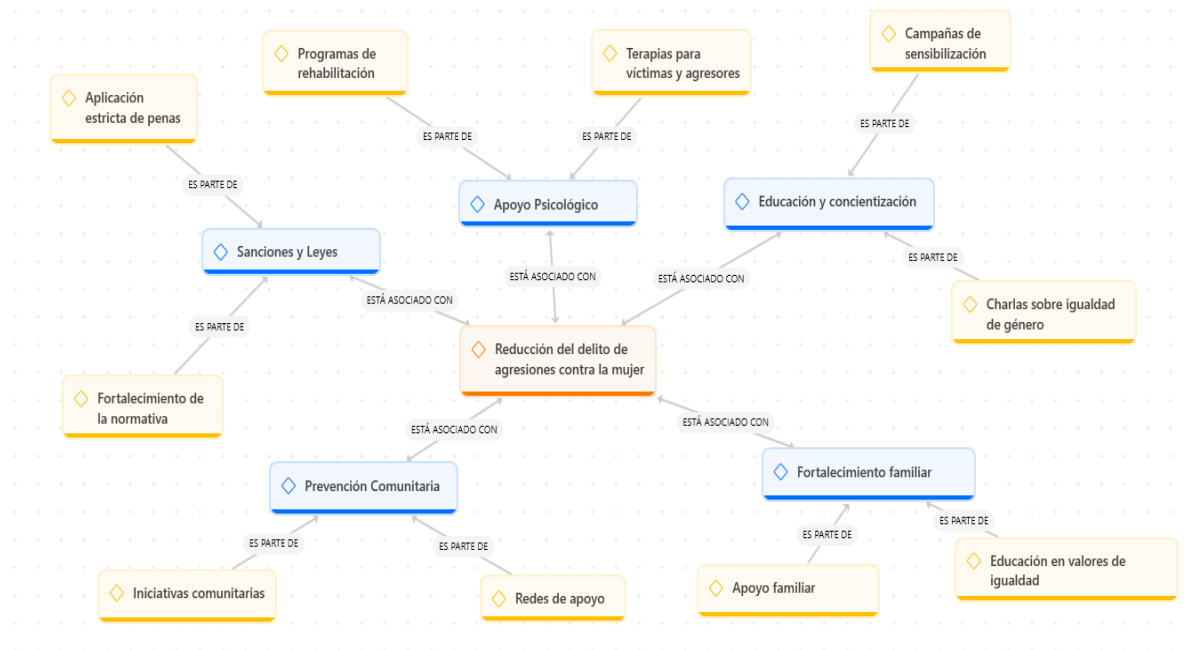 Campañas de
sensibilización
Programas de
rehabilitación
Terapias para
víctimas y agresores
Aplicación
estricta de penas
ES PARTE DE
ES PARTE DE
ES PARTE DE
ES PARTE DE
Apoyo Psicológico
Educación y concientización
Sanciones y Leyes
ES PARTE DE
ESTÁ ASOCIADO CON
ESTÁ ASOCIADO CON
ESTÁ ASOCIADO CON
Charlas sobre igualdad
de género
ES PARTE DE
Reducción del delito de
agresiones contra la mujer
Fortalecimiento de
la normativa
ESTÁ ASOCIADO CON
ESTÁ ASOCIADO CON
Fortalecimiento familiar
Prevención Comunitaria
ES PARTE DE
ES PARTE DE
ES PARTE DE
ES PARTE DE
Educación en valores de
igualdad
Apoyo familiar
Iniciativas comunitarias
Redes de apoyo